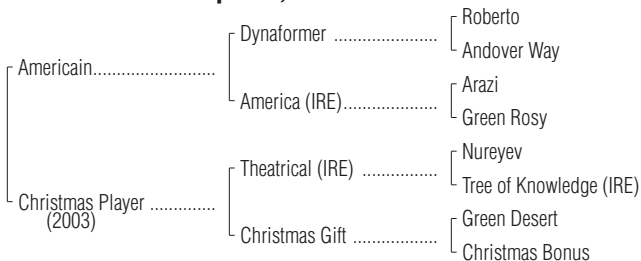 Roberto
Dynaformer ........................
Andover Way
Americain............................
Arazi
America (IRE)......................
Green Rosy
Nureyev
Theatrical (IRE) .................
Tree of Knowledge (IRE)
Christmas Player ...............
(2003)
Green Desert
Christmas Gift ...................
Christmas Bonus